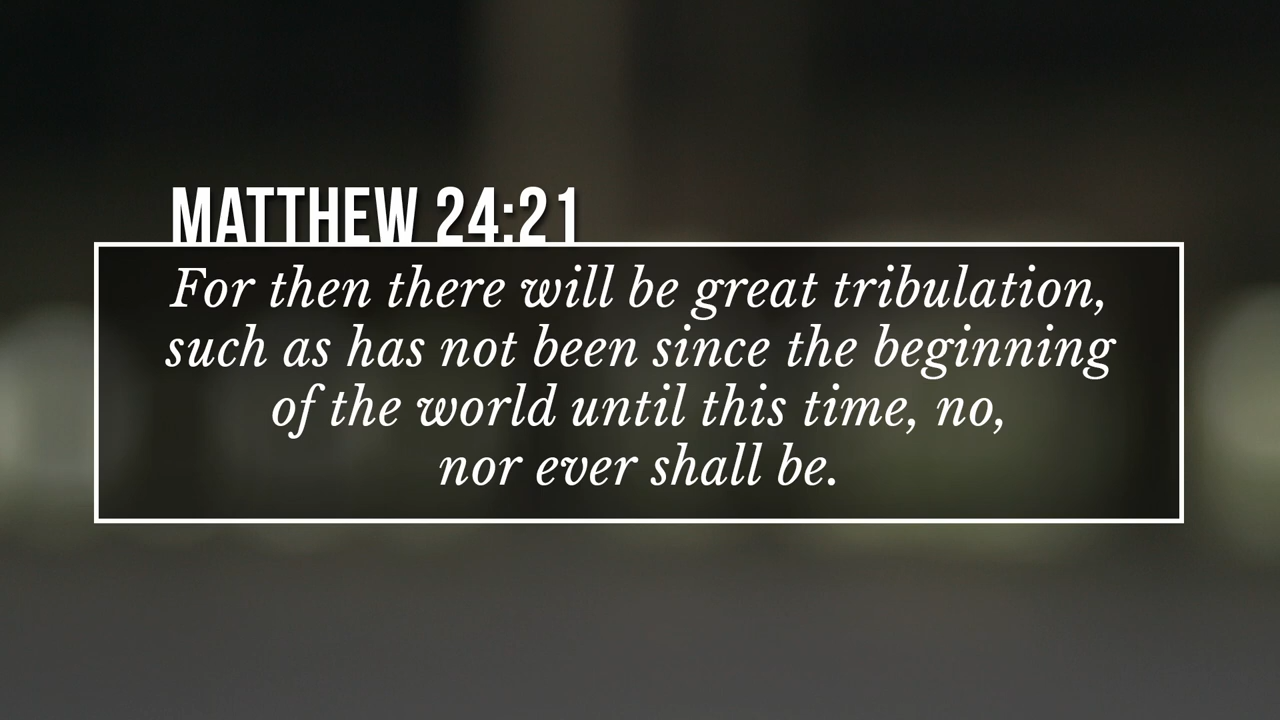 MATTHEW 24:21
For then there will be great tribulation,
such as has not been since the beginning
of the world until this time, no,
nor ever shall be.